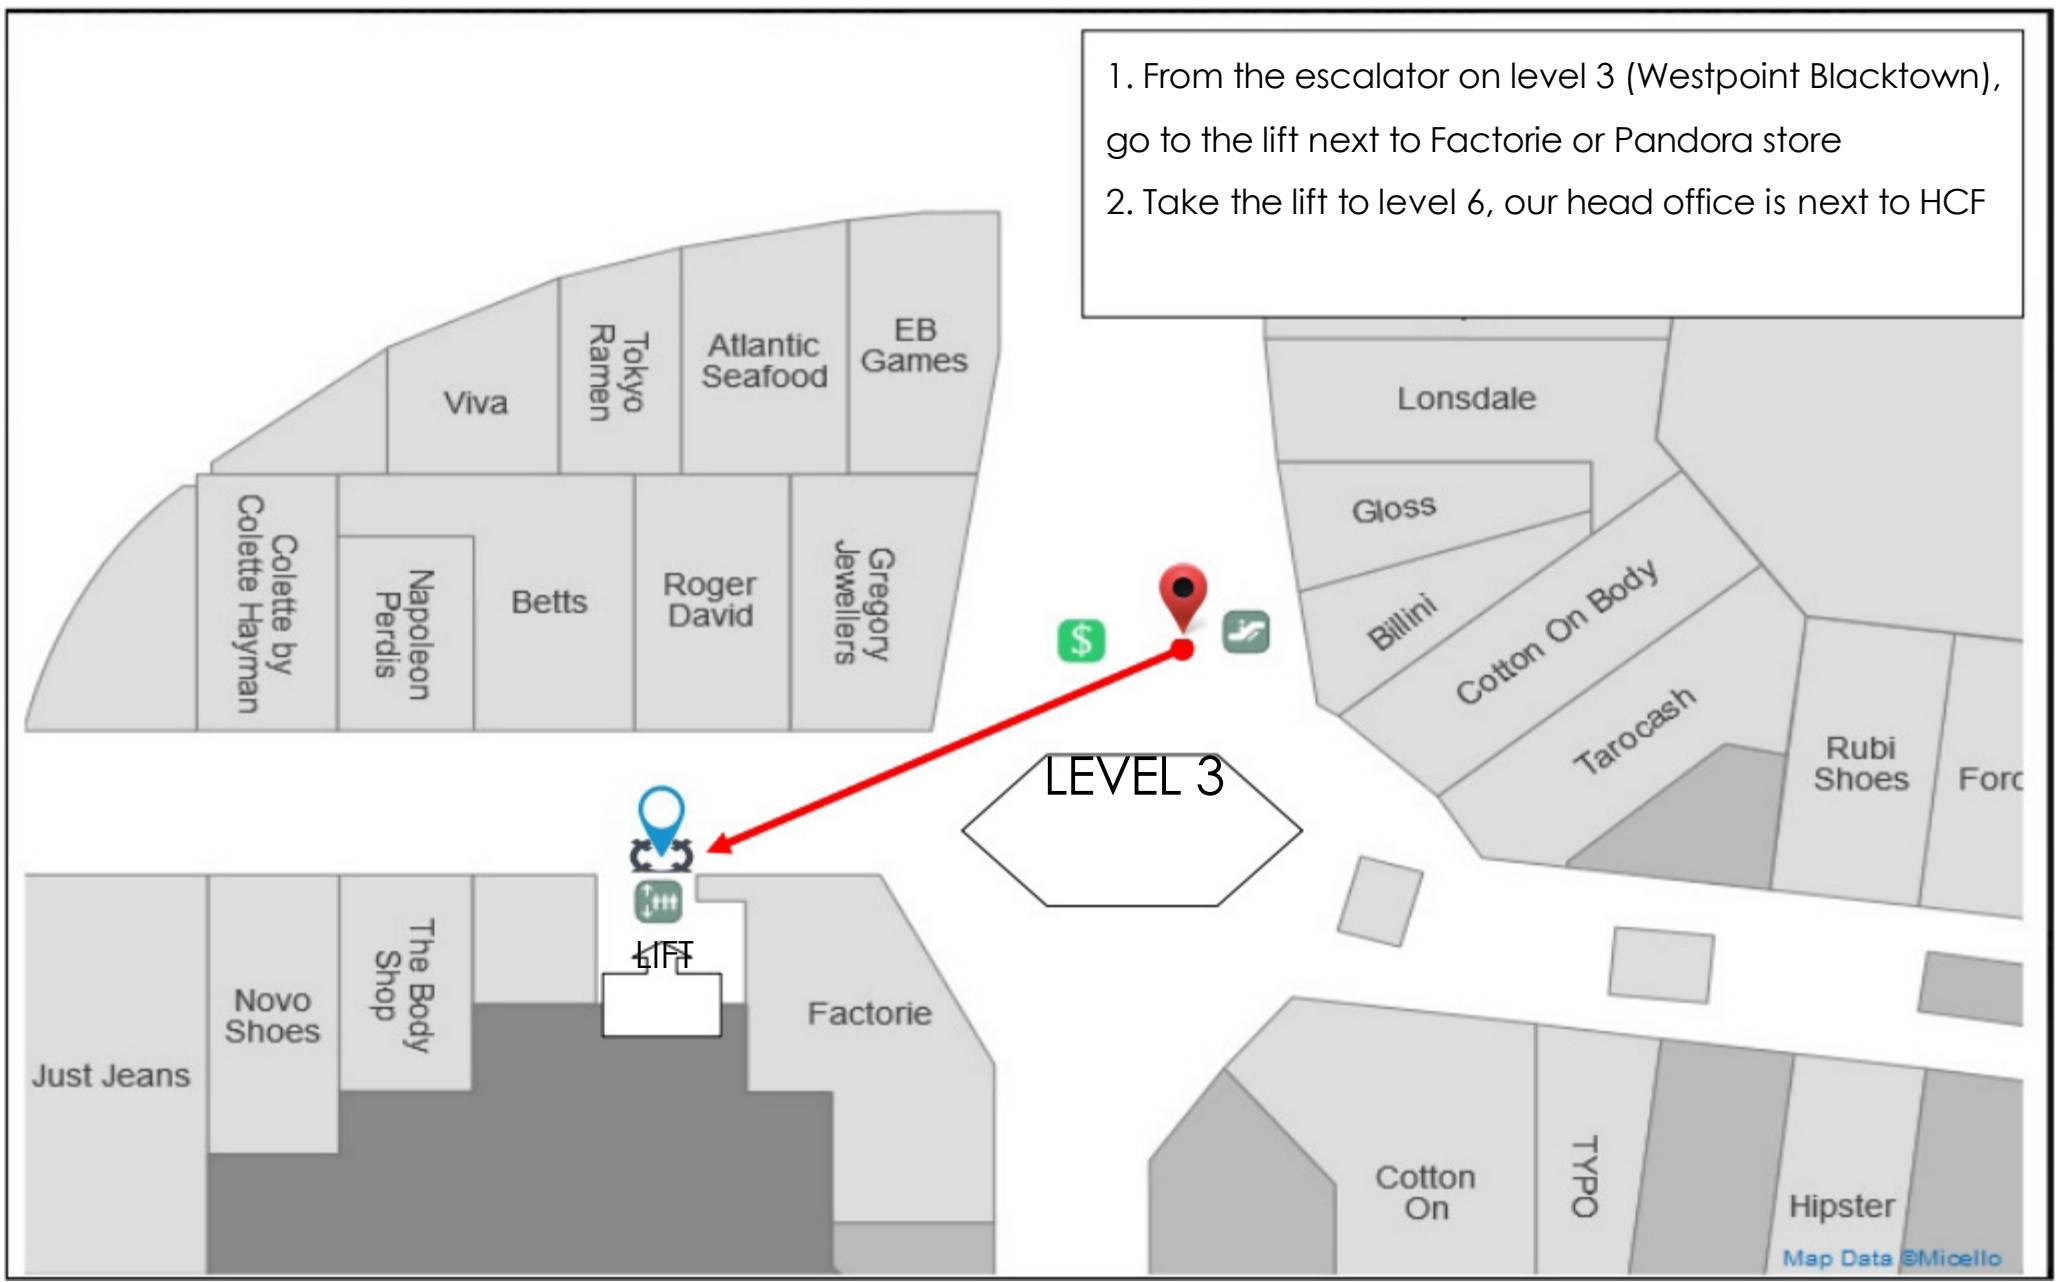 1. From the escalator on level 3 (Westpoint Blacktown),
go to the lift next to Factorie or Pandora store
2. Take the lift to level 6, our head office is next to HCF
Viva
Tokyo
Ramen
Atlantic
Seafood
EB
Games
Lonsdale
Gloss
Billini
Cotton On Body
Tarocash
Rubi
Shoes
Forc
Colette by
Colette Hayman
Napoleon
Perdis
Betts
Roger
David
Gregory
Jewellers
$
LEVEL 3
LIFT
Just Jeans
Novo
Shoes
The Body
Shop
Factorie
Cotton
On
TYPO
Hipster
Map Data ©Micello